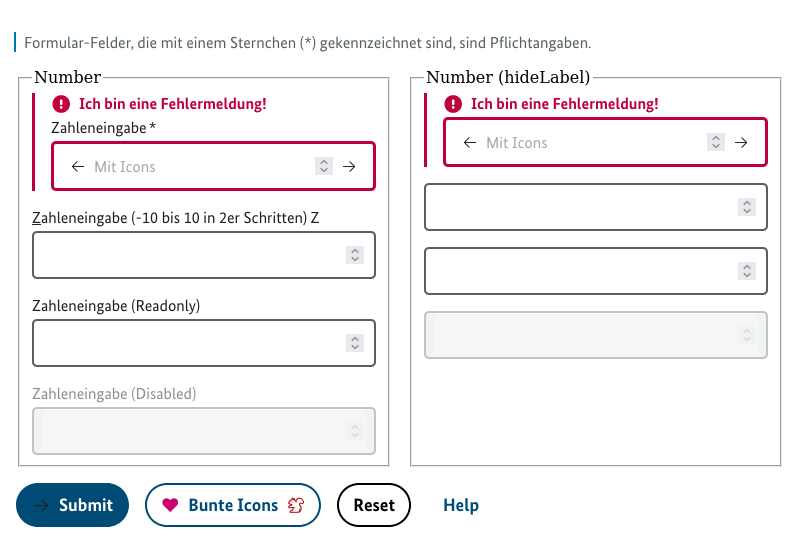 Formular-Felder, die mit einem Sternchen (*) gekennzeichnet sind, sind Pflichtangaben.
Number
Ich bin eine Fehlermeldung!
Zahleneingabe *
Mit Icons
Zahleneingabe (-10 bis 10 in 2er Schritten) Z
Zahleneingabe (Readonly)
Zahleneingabe (Disabled)
Number (hideLabel)
Ich bin eine Fehlermeldung!
Mit Icons
Submit
Bunte Icons
Reset
Help